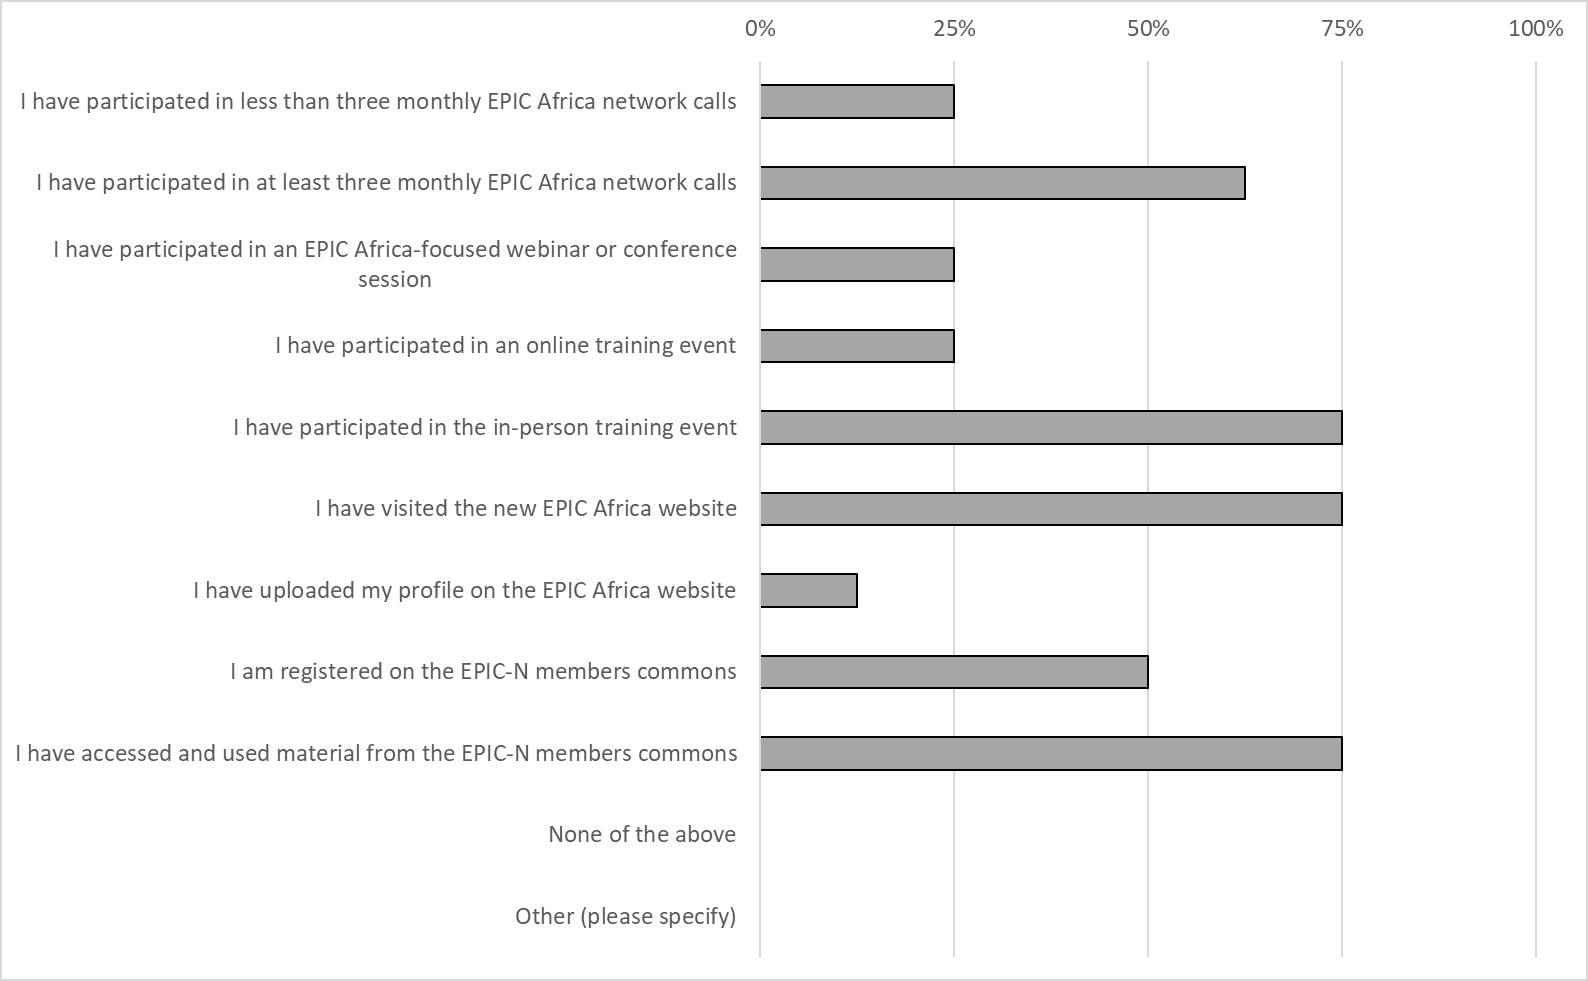 0% 25% 50% 75% 100%
I have participated in less than three monthly EPIC Africa network calls
I have participated in at least three monthly EPIC Africa network calls
I have participated in an EPIC Africa-focused webinar or conference
session
I have participated in an online training event
I have participated in the in-person training event
I have visited the new EPIC Africa website
I have uploaded my profile on the EPIC Africa website
I am registered on the EPIC-N members commons
I have accessed and used material from the EPIC-N members commons
None of the above
Other (please specify)